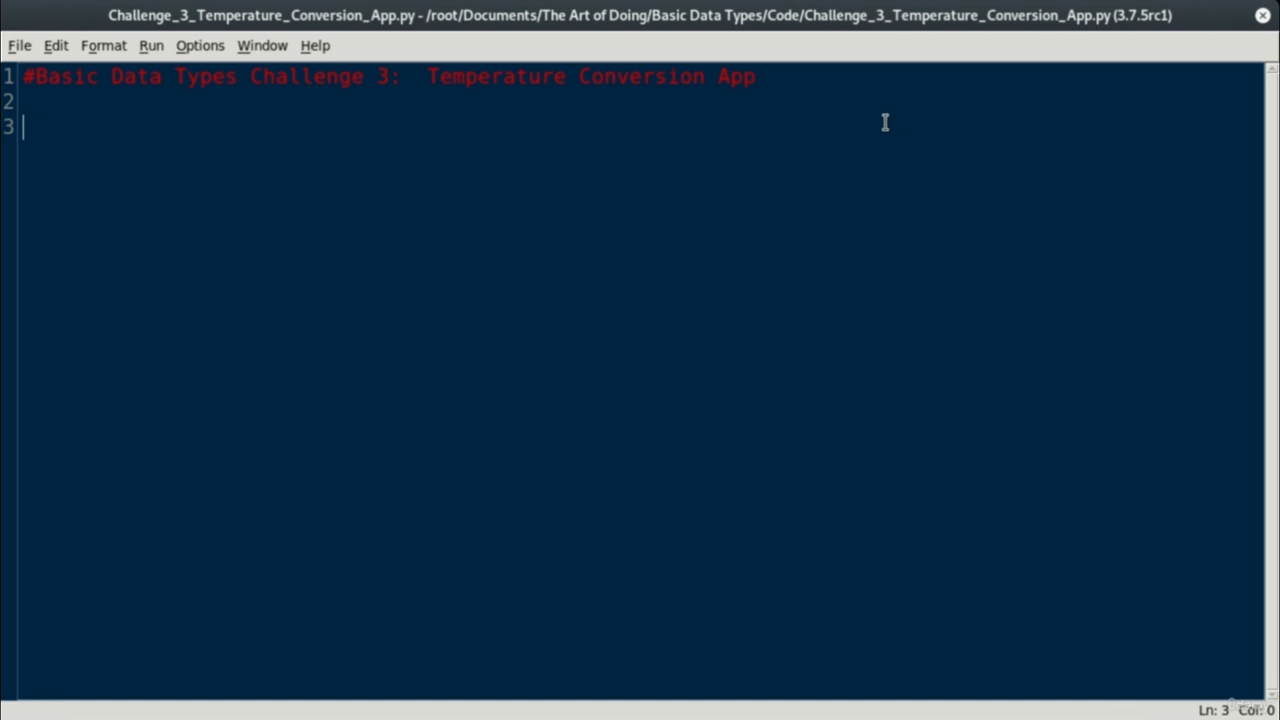 Challenge_3_Temperature_Conversion_App.py - /root/Documents/The Art of Doing/Basic Data Types/Code/Challenge_3_Temperature_Conversion_App.py (3.7.5rc1)
File Edit Format Run Options Window Help
1 #Basic Data Types Challenge 3:  Temperature Conversion App
2
3
Ln: 3 Col: 0